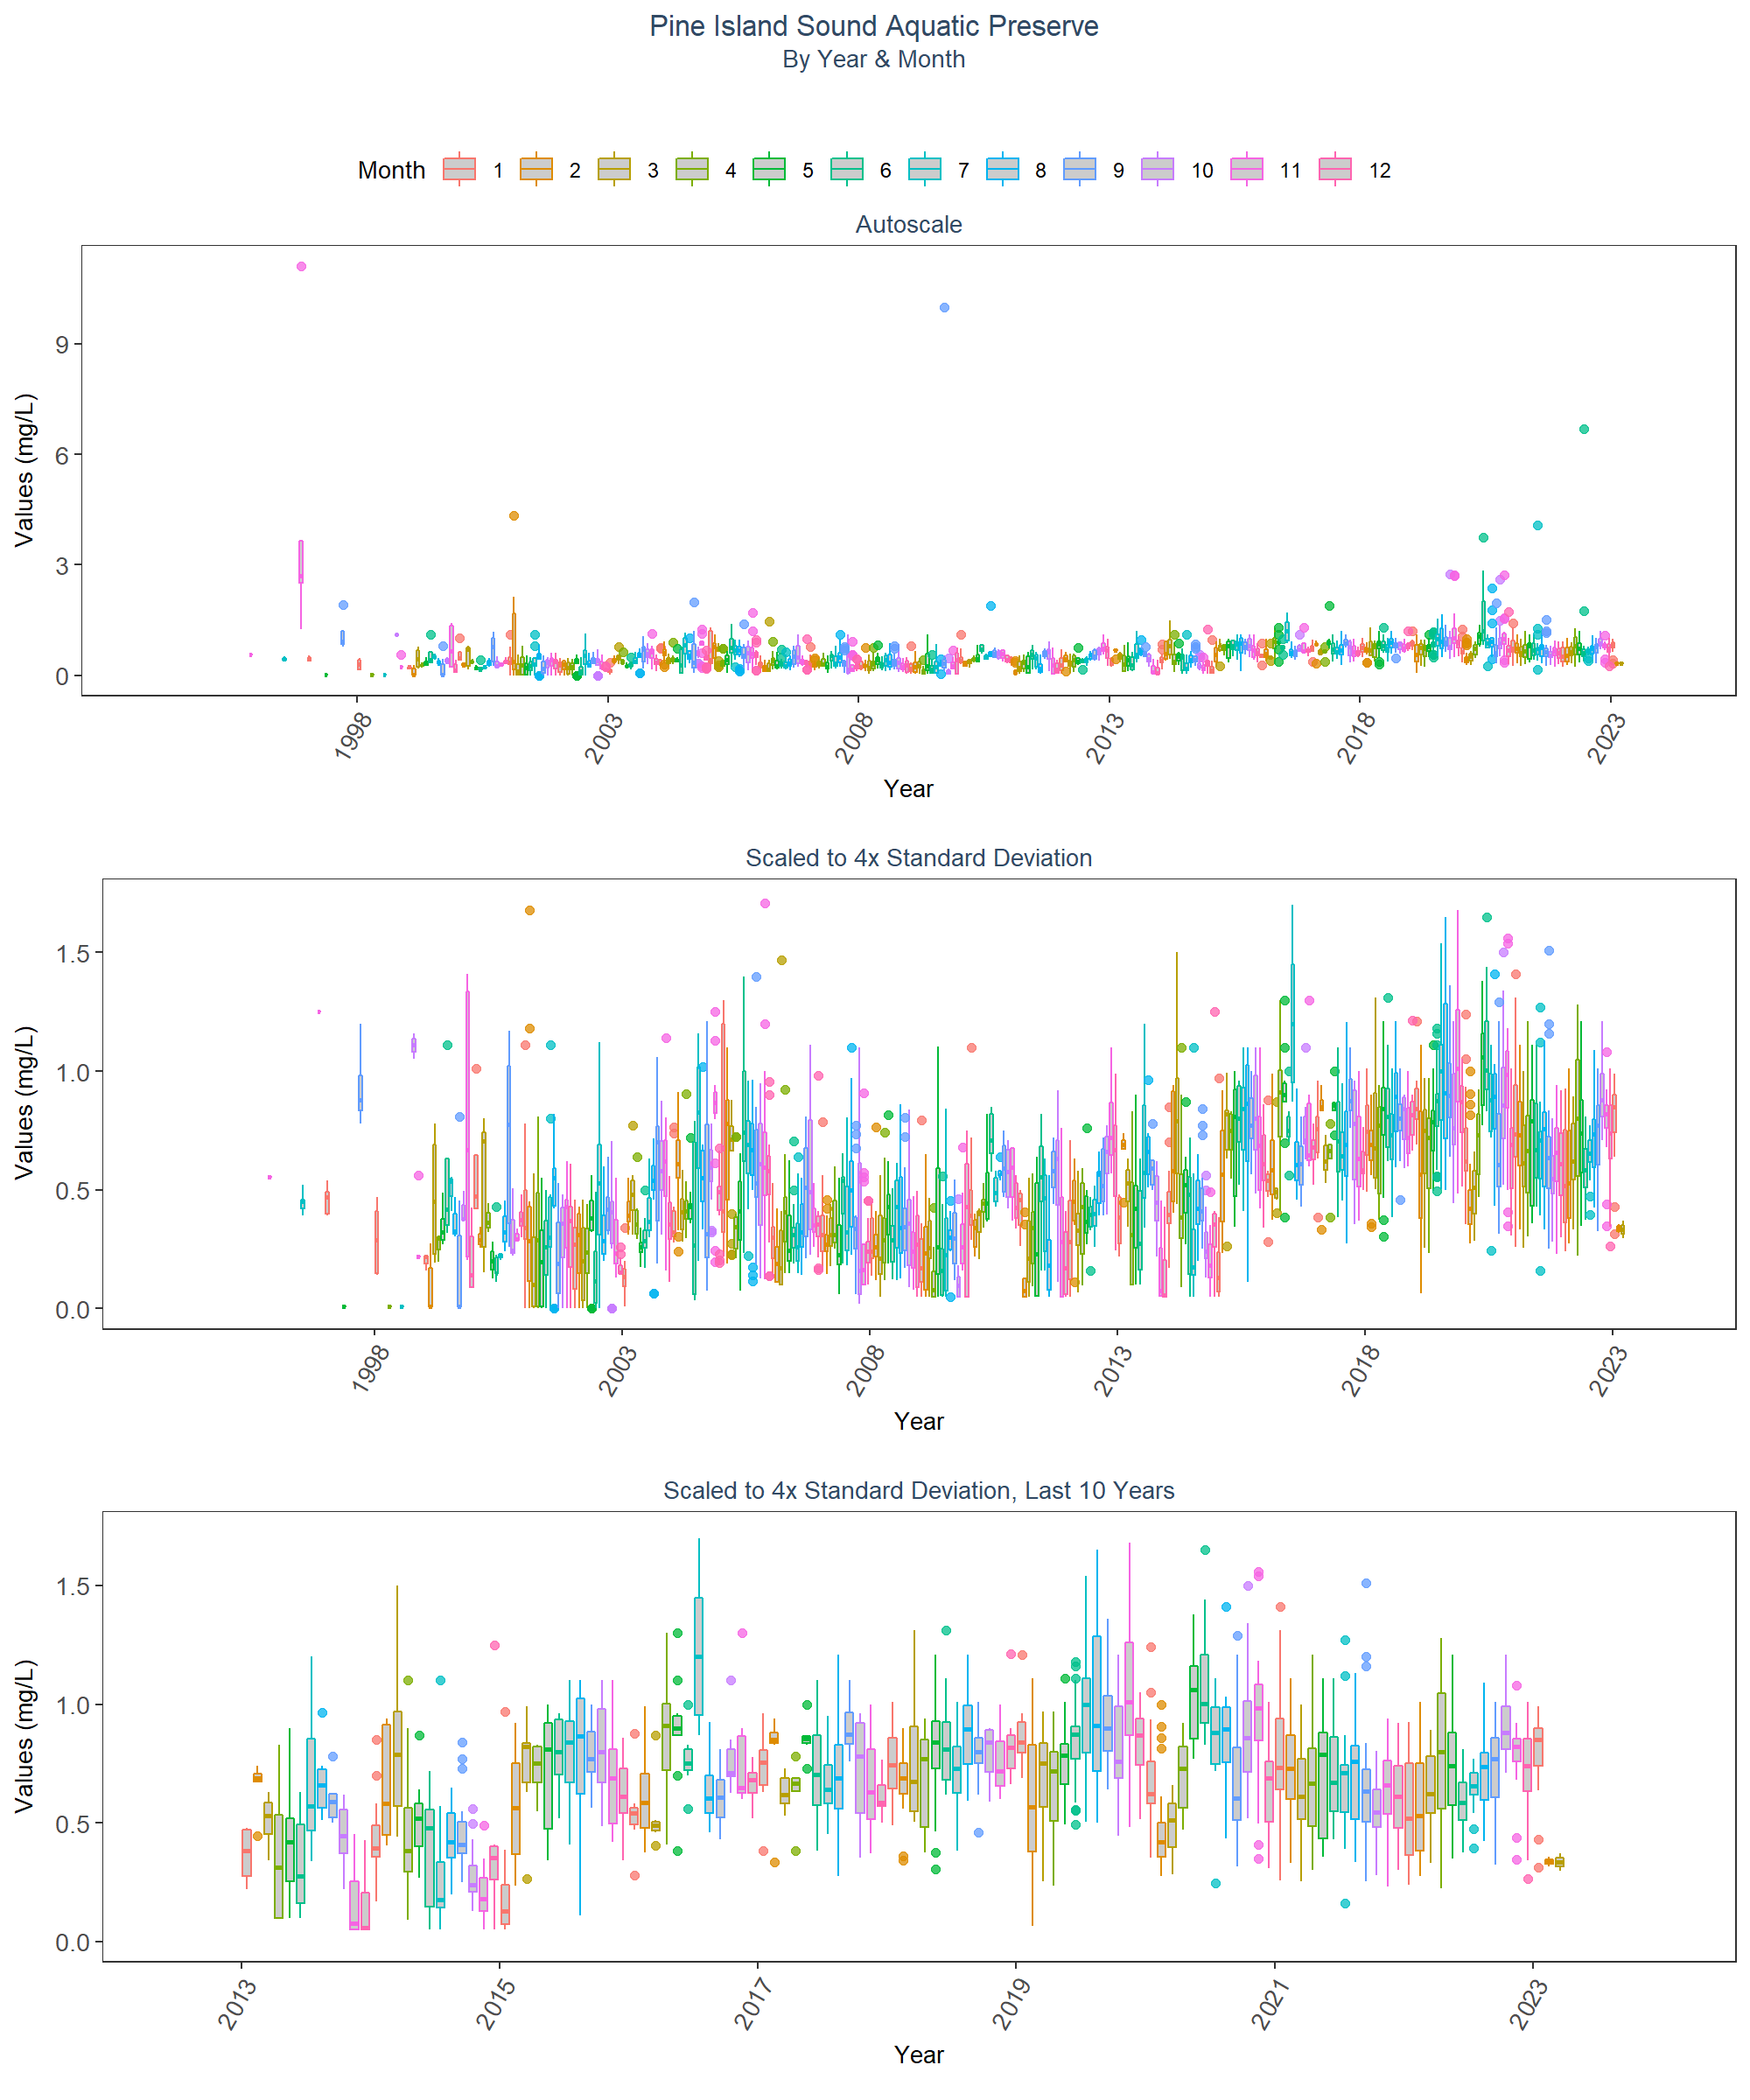 Pine Island Sound Aquatic Preserve
By Year & Month
Month 1 2 3 4 5 6 7 8 9 10 11 12
Autoscale
Values (mg/L)
9
6
3
0
1998 2003 2008 2013 2018 2023
Year
Scaled to 4x Standard Deviation
Values (mg/L)
1.5
1.0
0.5
0.0
1998 2003 2008 2013 2018 2023
Year
Scaled to 4x Standard Deviation, Last 10 Years
Values (mg/L)
1.5
1.0
0.5
0.0
2013 2015 2017 2019 2021 2023
Year